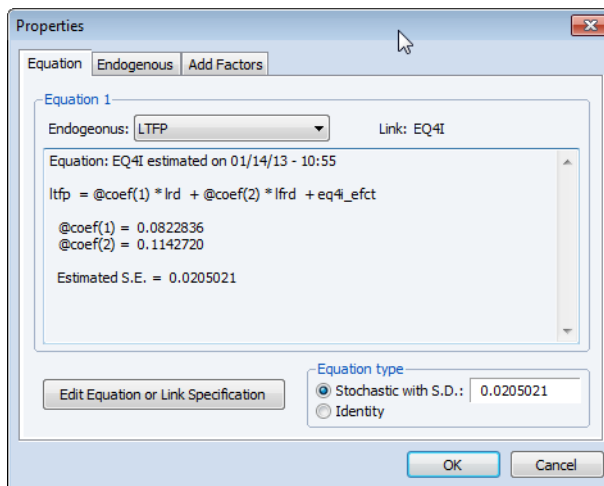 Properties
Equation Endogenous Add Factors
Equation 1
Endogeonus: LTFP Link: EQ4I
Equation: EQ4I estimated on 01/14/13 - 10:55
ltfp = @coef(1) * lrd + @coef(2) * lfrd + eq4i_efct
@coef(1) = 0.0822836
@coef(2) = 0.1142720
Estimated S.E. = 0.0205021
Equation type
Edit Equation or Link Specification
Stochastic with S.D.: 0.0205021
Identity
OK Cancel